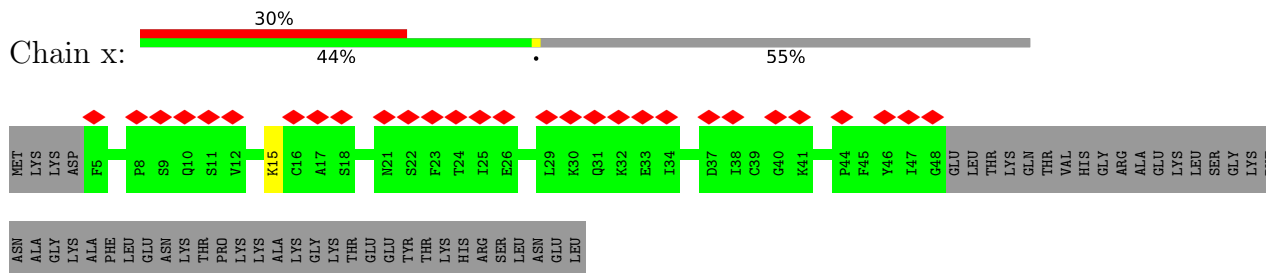 30%
Chain x:
44% • 55%
MET LYS LYS ASP F5 P8 S9 Q10 S11 V12 K15 C16 A17 S18 N21 S22 F23 T24 I25 E26 L29 K30 Q31 K32 E33 I34 D37 I38 C39 G40 K41 P44 F45 Y46 I47 G48 GLU LEU THR LYS GLN THR VAL HIS GLY ARG ALA GLU LYS LEU SER GLY LYS
ASN ALA GLY LYS ALA PHE LEU GLU ASN LYS THR PRO LYS LYS ALA LYS GLY LYS THR GLU GLU TYR THR LYS HIS ARG SER LEU ASN GLU LEU